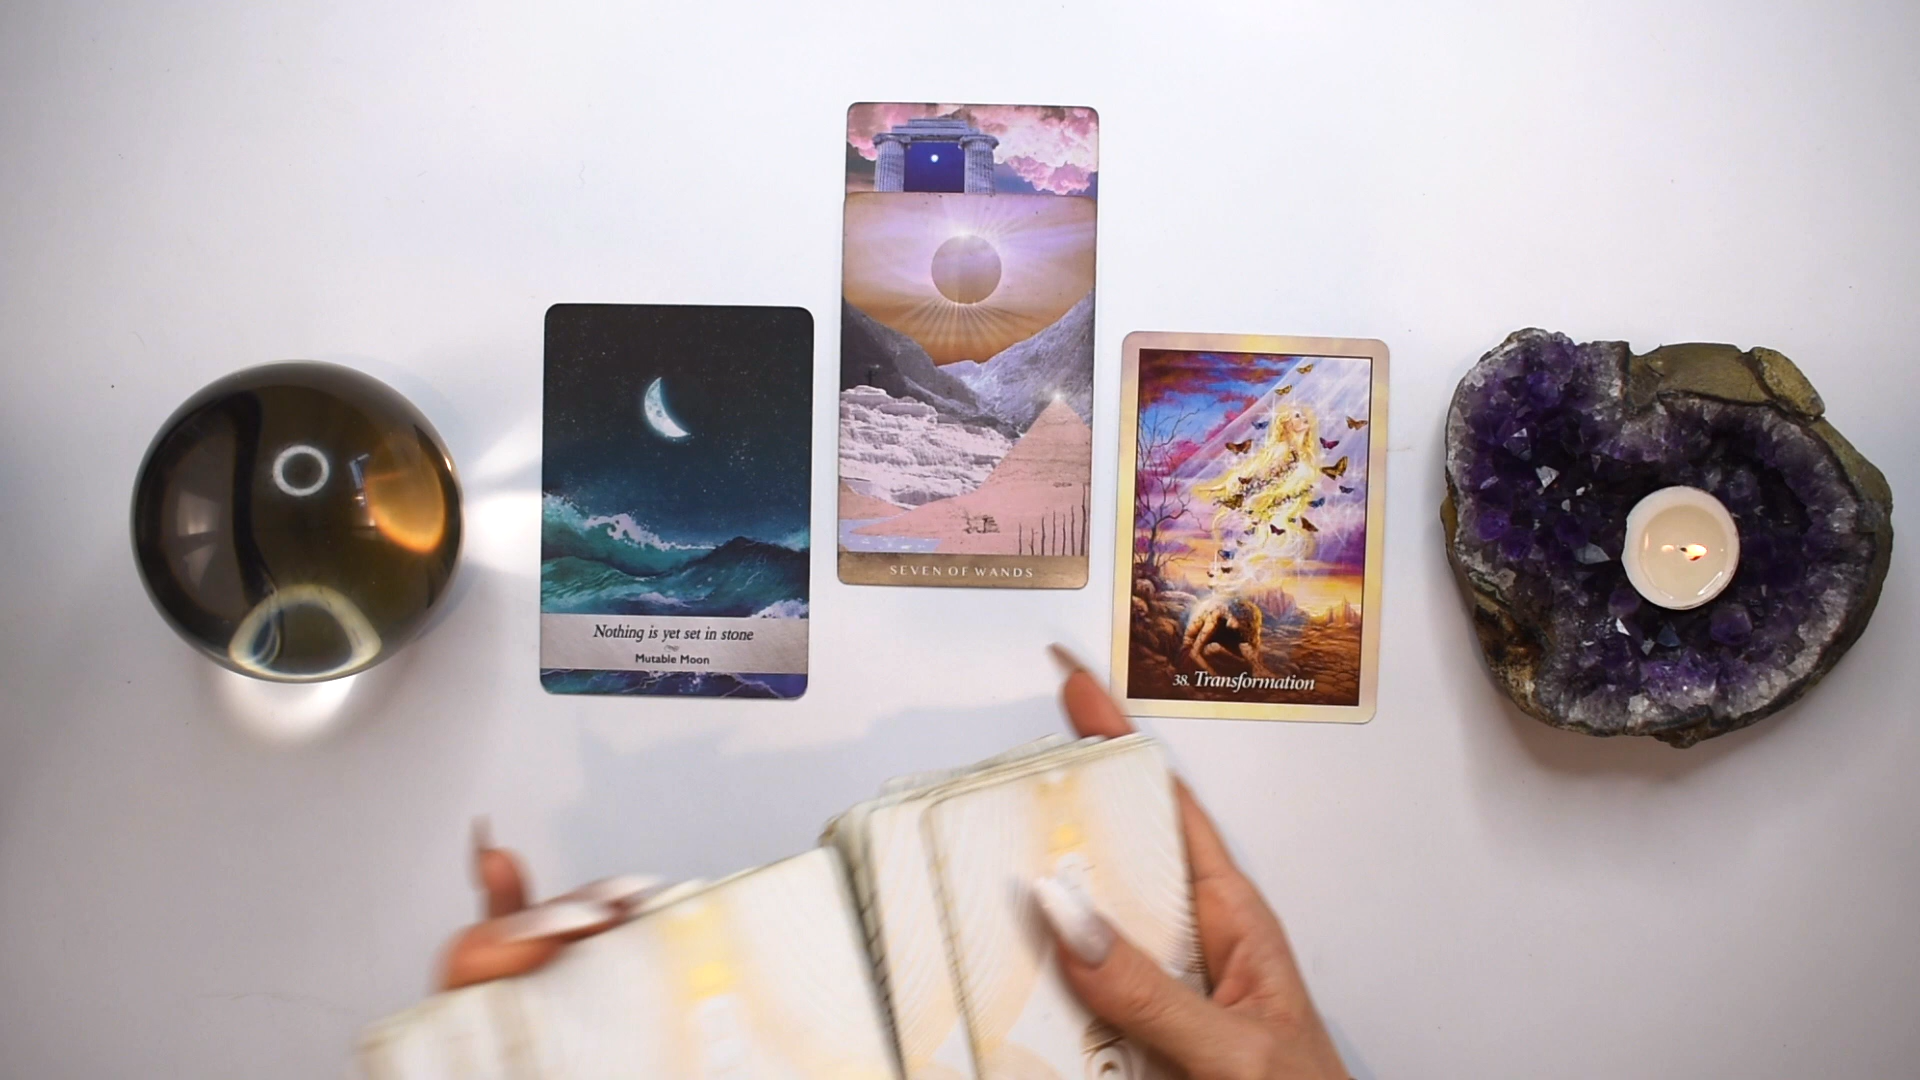 Nothing is yet set in stone
Mutable Moon
SEVEN OF WANDS
38. Transformation